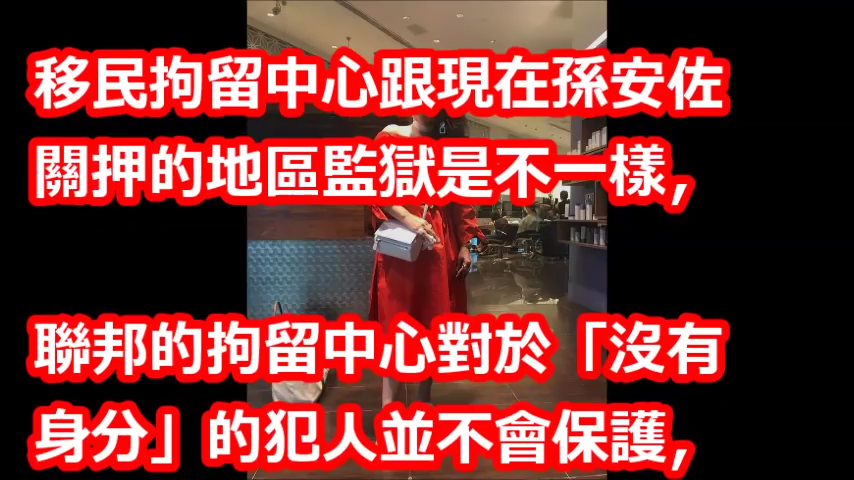 移民拘留中心跟現在孫安佐
關押的地區監獄是不一樣,
聯邦的拘留中心對於「沒有
身分」的犯人並不會保護,